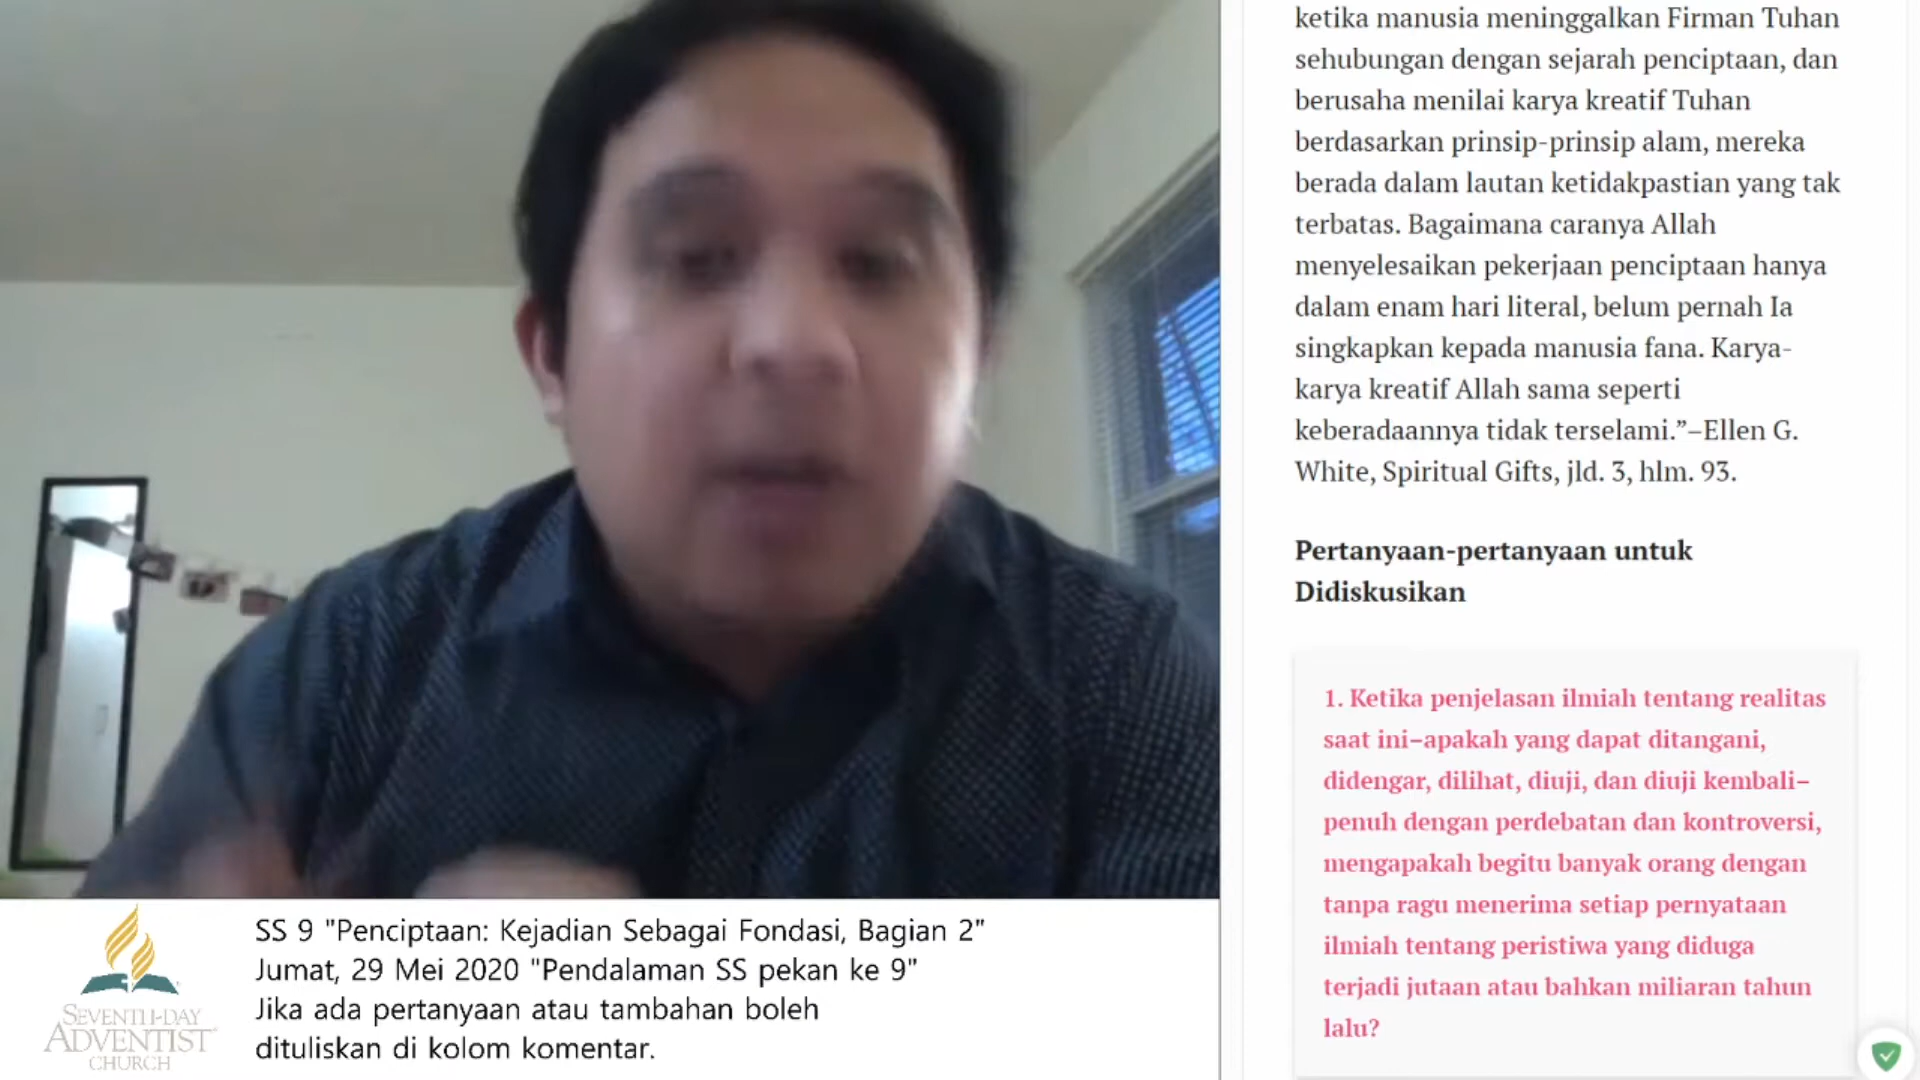 ketika manusia meninggalkan Firman Tuhan
sehubungan dengan sejarah penciptaan, dan
berusaha menilai karya kreatif Tuhan
berdasarkan prinsip-prinsip alam, mereka
berada dalam lautan ketidakpastian yang tak
terbatas. Bagaimana caranya Allah
menyelesaikan pekerjaan penciptaan hanya
dalam enam hari literal, belum pernah Ia
singkapkan kepada manusia fana. Karya-
karya kreatif Allah sama seperti
keberadaannya tidak terselami.”–Ellen G.
White, Spiritual Gifts, jld. 3, hlm. 93.
Pertanyaan-pertanyaan untuk
Didiskusikan
1. Ketika penjelasan ilmiah tentang realitas
saat ini–apakah yang dapat ditangani,
didengar, dilihat, diuji, dan diuji kembali–
penuh dengan perdebatan dan kontroversi,
mengapakah begitu banyak orang dengan
tanpa ragu menerima setiap pernyataan
ilmiah tentang peristiwa yang diduga
terjadi jutaan atau bahkan miliaran tahun
lalu?
SEVENTH-DAY
ADVENTIST
CHURCH
SS 9 "Penciptaan: Kejadian Sebagai Fondasi, Bagian 2"
Jumat, 29 Mei 2020 "Pendalaman SS pekan ke 9"
Jika ada pertanyaan atau tambahan boleh
dituliskan di kolom komentar.